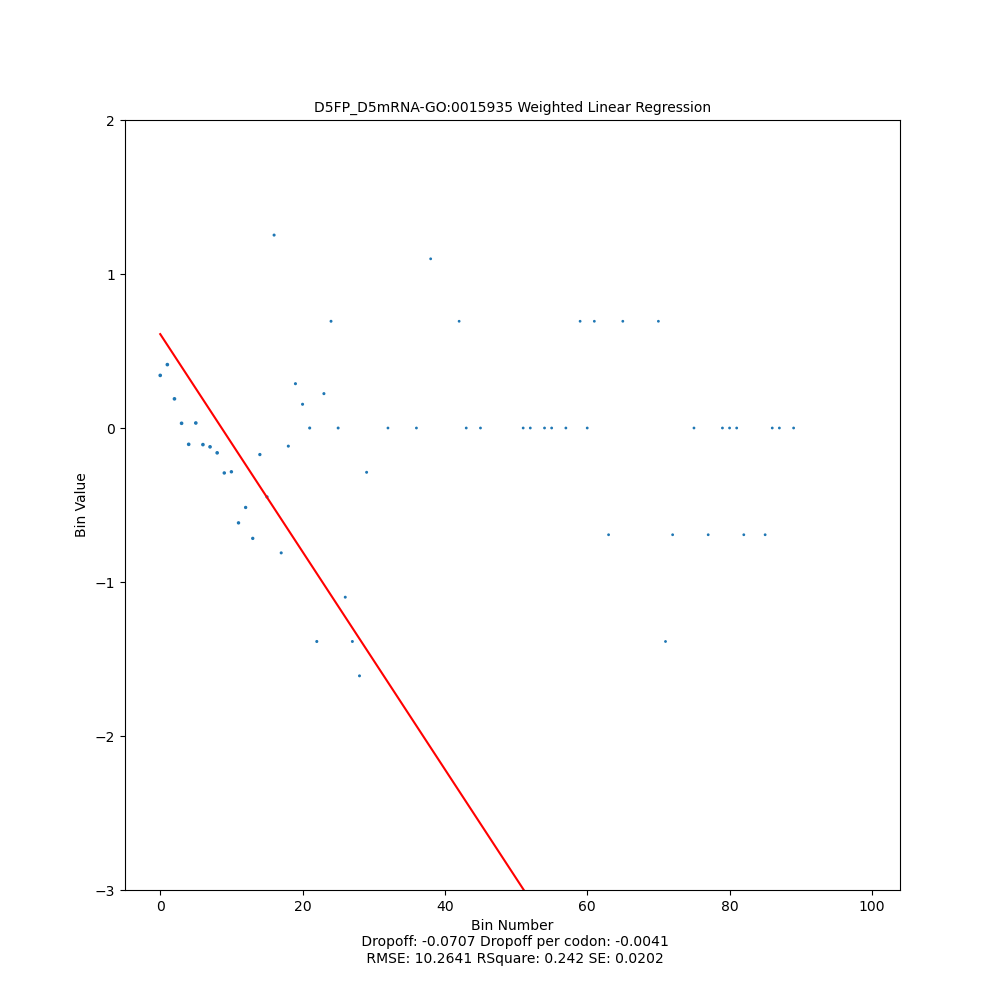 D5FP_D5mRNA-GO:0015935 Weighted Linear Regression
2
1
0
−1
−2
−3
Bin Value
0 20 40 60 80 100
Bin Number
Dropoff: -0.0707 Dropoff per codon: -0.0041
RMSE: 10.2641 RSquare: 0.242 SE: 0.0202